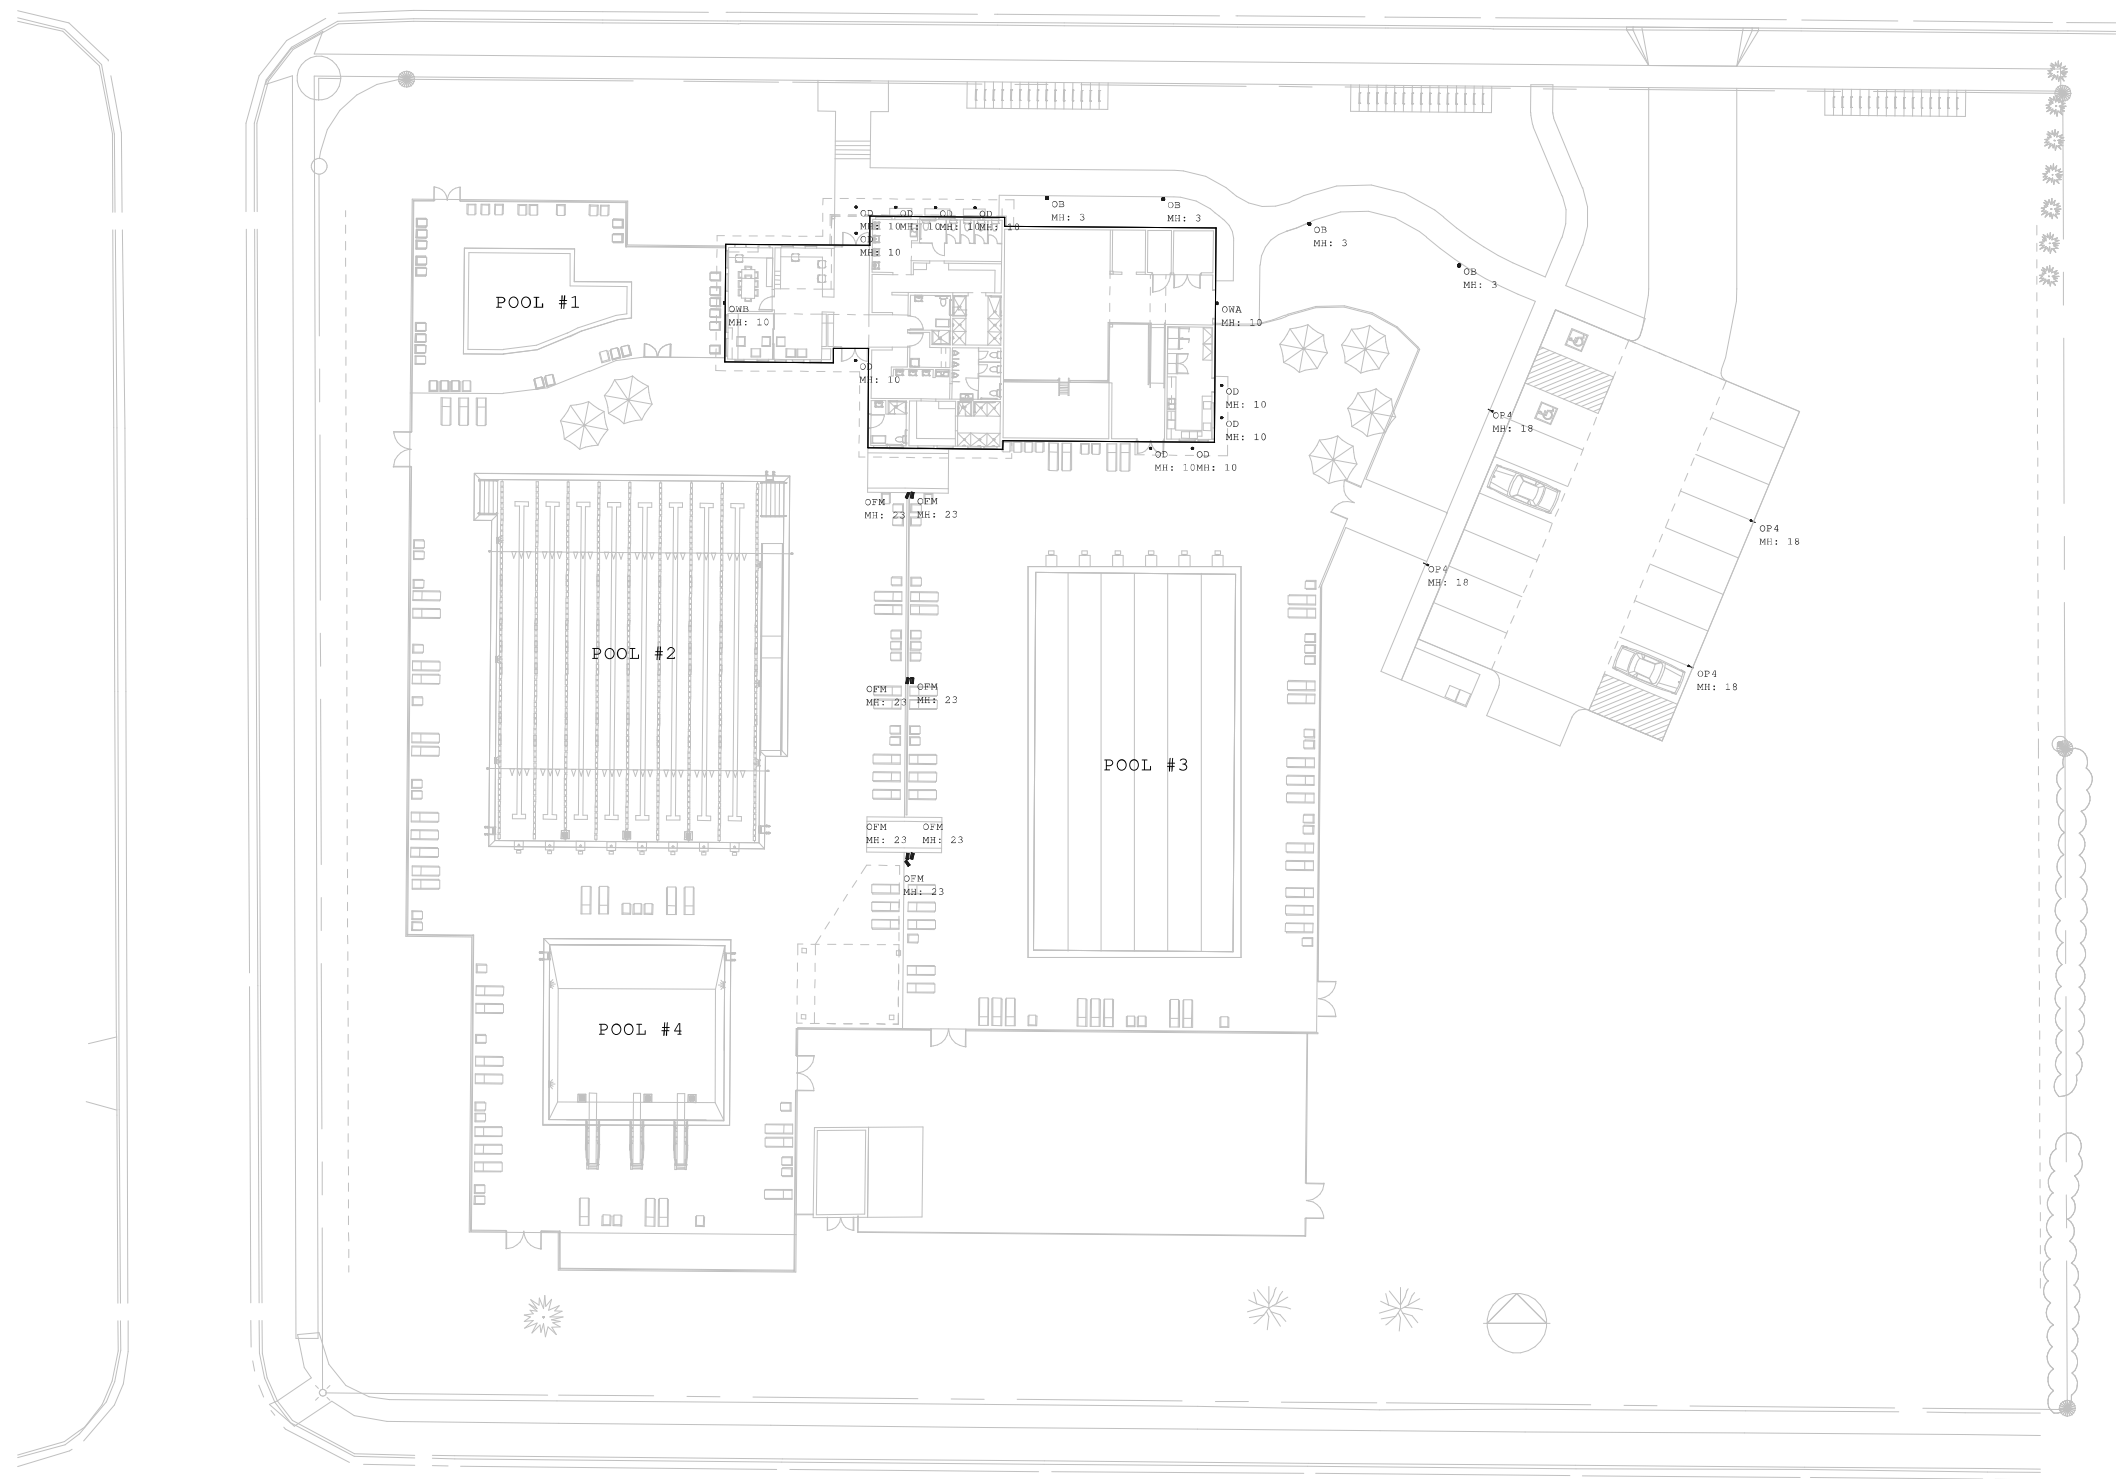 OD OD OD OD
MH: 10 MH: 10 MH: 10 MH: 10
OB
MH: 3
OB
MH: 3
OB
MH: 3
OB
MH: 3
OD
MH: 10
POOL #1
OWB
MH: 10
OWA
MH: 10
OD
MH: 10
OD
MH: 10
OD
MH: 10
OD OD
MH: 10 MH: 10
OP4
MH: 18
OFM OFM
MH: 23 MH: 23
OP4
MH: 18
OP4
MH: 18
POOL #2
OFM OFM
MH: 23 MH: 23
OP4
MH: 18
POOL #3
OFM OFM
MH: 23 MH: 23
OFM
MH: 23
POOL #4